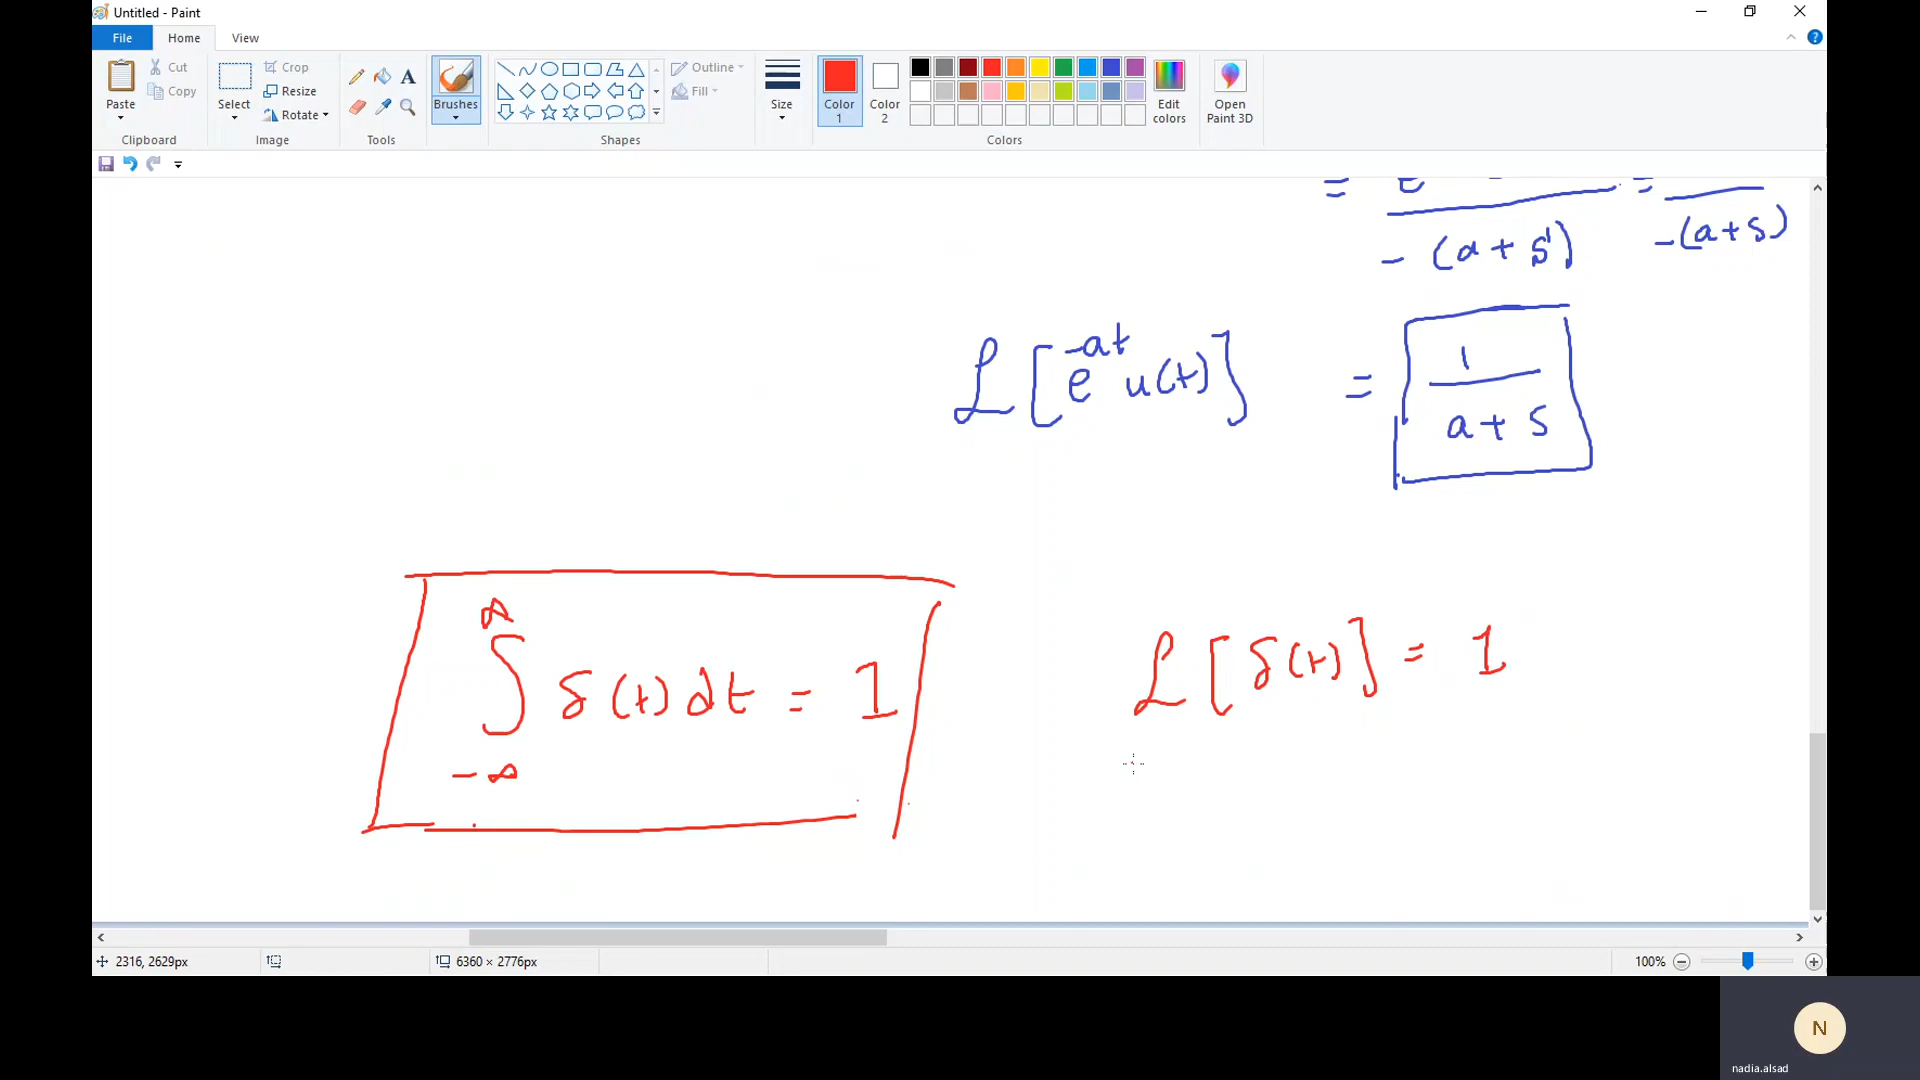 Untitled - Paint
File Home View
Cut
Copy
Paste
Clipboard
Crop
Resize
Rotate
Select
Image
A
Tools
Brushes
Outline
Fill
Shapes
Size
Color 1
Color 2
Edit colors
Open Paint 3D
Colors
= e =
-(a+s) -(a+s)
ℒ[e^-at u(t)] = 1/(a+s)
∫_-∞^∞ δ(t)dt = 1
ℒ[δ(t)] = 1
2316, 2629px 6360 × 2776px 100%
N
nadia.alsad